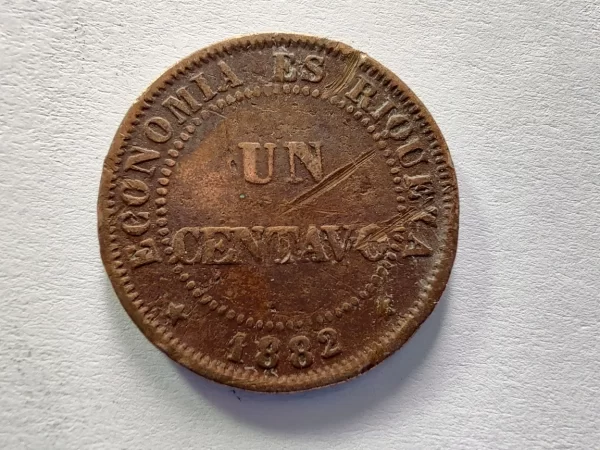 ECONOMIA ES RIQUEZA
UN
CENTAVO
1882